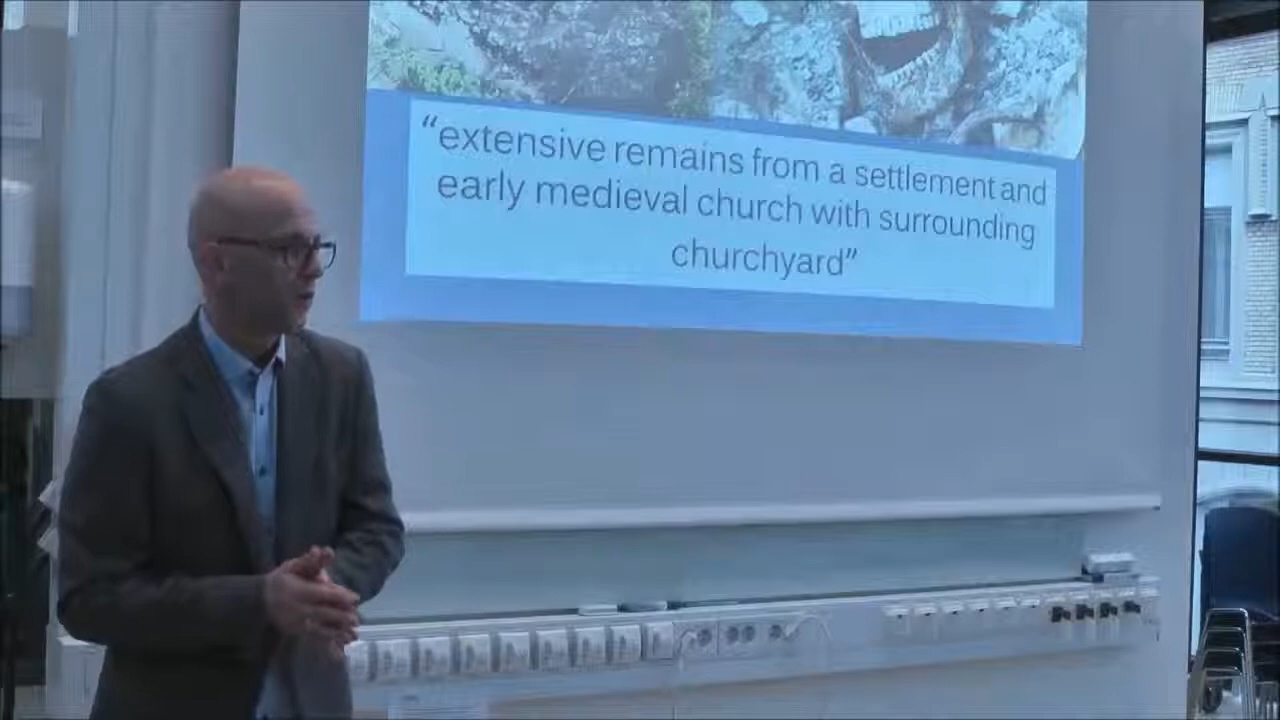 “extensive remains from a settlement and
early medieval church with surrounding
churchyard”